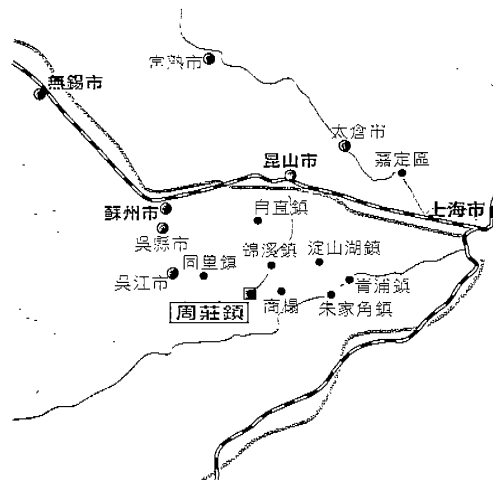 常熟市
無錫市
太倉市
昆山市
嘉定區
蘇州市
上海市
甪直鎮
吳縣市
錦溪鎮
淀山湖鎮
同里鎮
吳江市
青浦鎮
周莊鎮
商榻
朱家角鎮